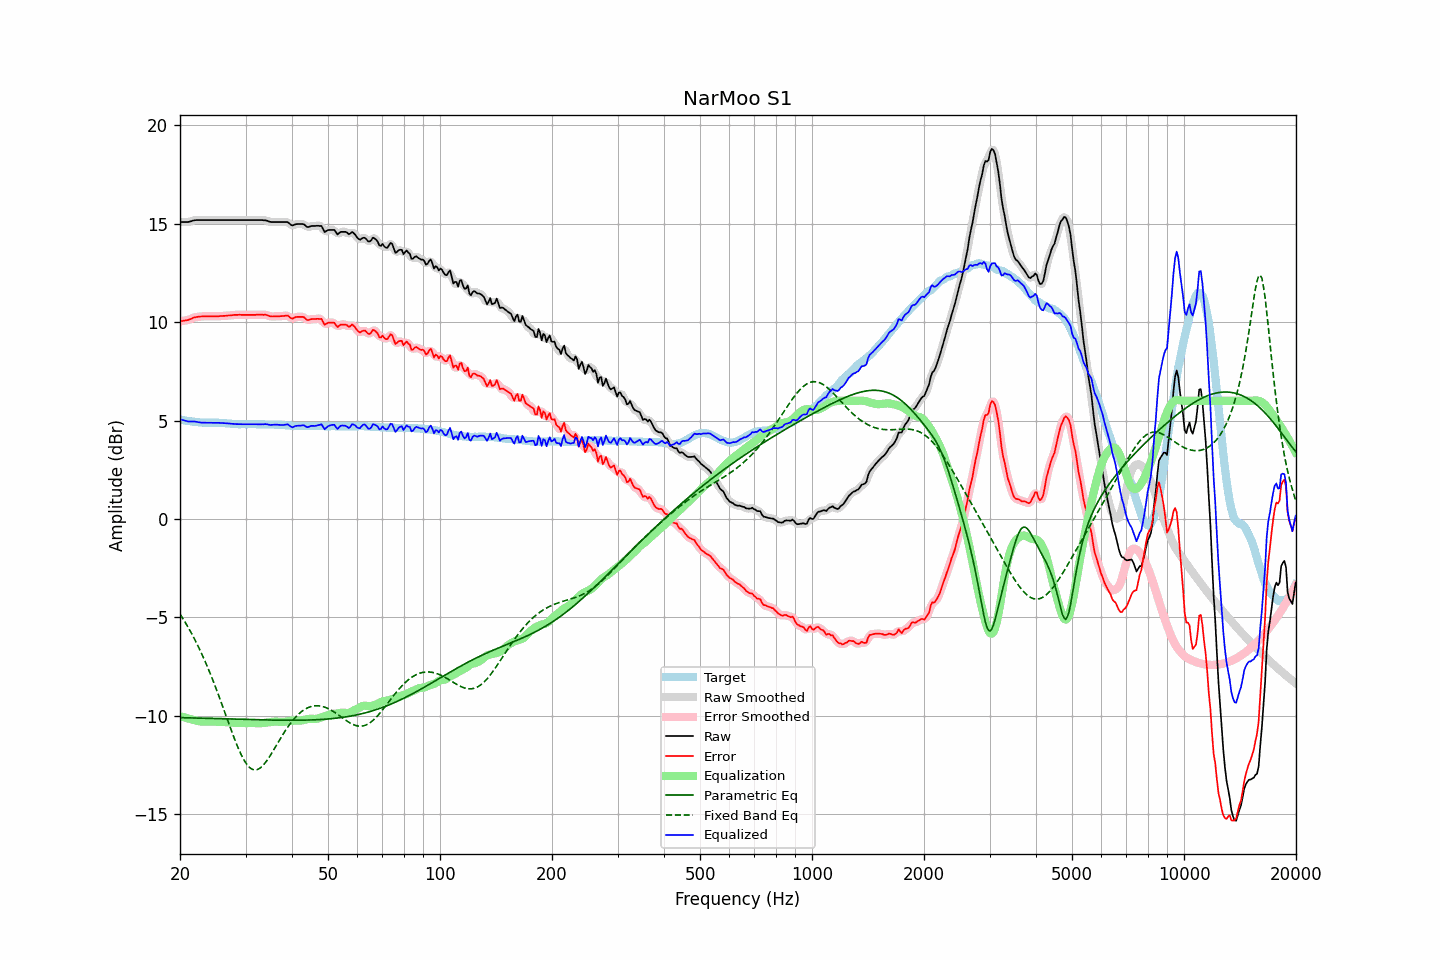 NarMoo S1
20
15
10
5
0
−5
−10
−15
Amplitude (dBr)
Target
Raw Smoothed
Error Smoothed
Raw
Error
Equalization
Parametric Eq
Fixed Band Eq
Equalized
20 50 100 200 500 1000 2000 5000 10000 20000
Frequency (Hz)